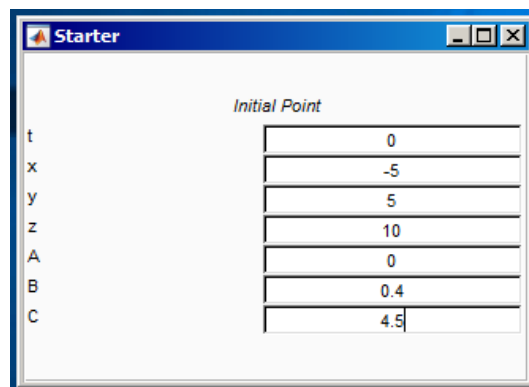 Starter
Initial Point
t 0
x -5
y 5
z 10
A 0
B 0.4
C 4.5